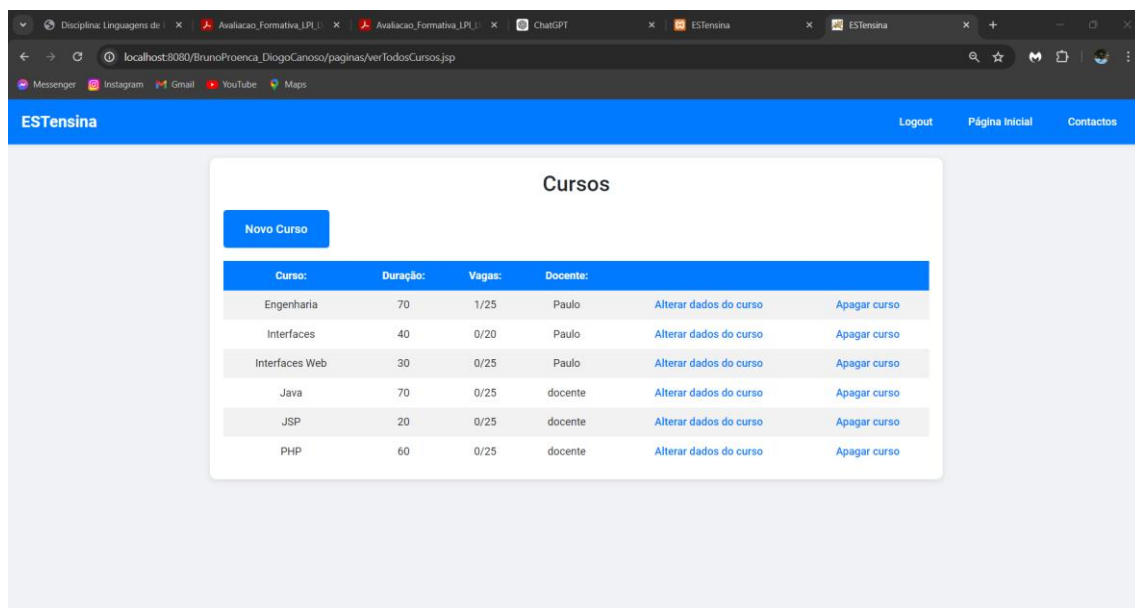 Disciplina: Linguagens de
Avaliacao_Formativa_LPI_L
Avaliacao_Formativa_LPI_L
ChatGPT
ESTensina
ESTensina
localhost:8080/BrunoProenca_DiogoCanoso/paginas/verTodosCursos.jsp
Messenger Instagram Gmail YouTube Maps
ESTensina Logout Página Inicial Contactos
Cursos
Novo Curso
Curso: Duração: Vagas: Docente:
Engenharia 70 1/25 Paulo Alterar dados do curso Apagar curso
Interfaces 40 0/20 Paulo Alterar dados do curso Apagar curso
Interfaces Web 30 0/25 Paulo Alterar dados do curso Apagar curso
Java 70 0/25 docente Alterar dados do curso Apagar curso
JSP 20 0/25 docente Alterar dados do curso Apagar curso
PHP 60 0/25 docente Alterar dados do curso Apagar curso